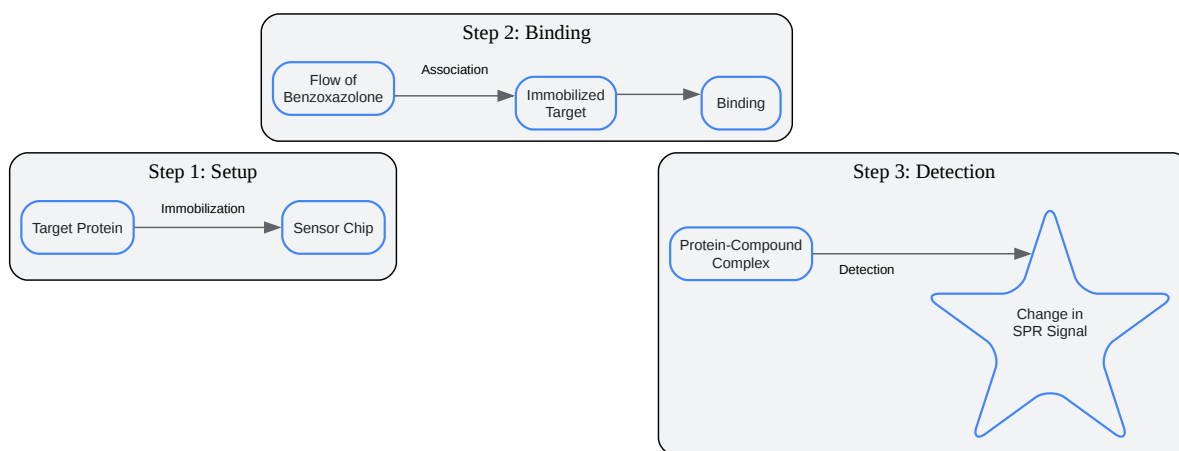 Step 2: Binding
Flow of
Benzoxazolone
Association
Immobilized
Target
Binding
Step 1: Setup
Target Protein
Immobilization
Sensor Chip
Step 3: Detection
Protein-Compound
Complex
Detection
Change in
SPR Signal